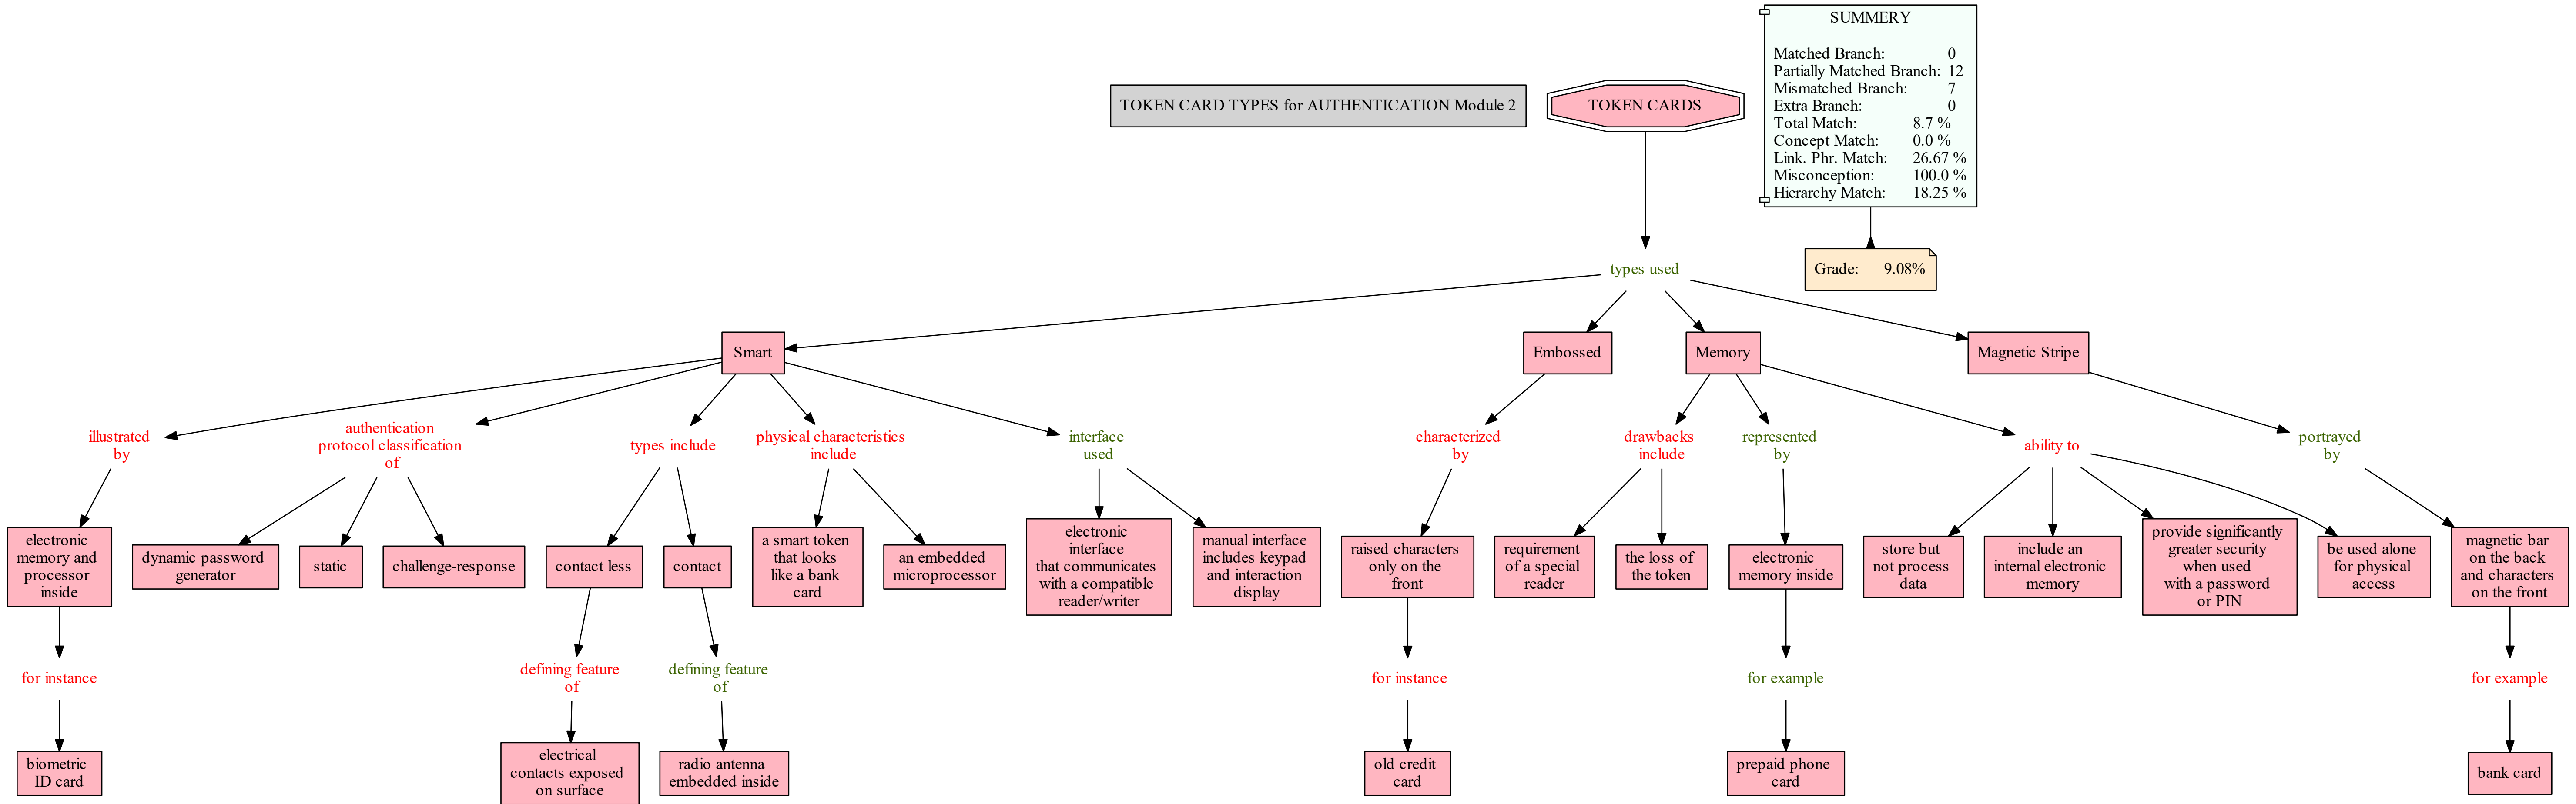 SUMMERY
Matched Branch: 0
Partially Matched Branch: 12
Mismatched Branch: 7
Extra Branch: 0
Total Match: 8.7 %
Concept Match: 0.0 %
Link. Phr. Match: 26.67 %
Misconception: 100.0 %
Hierarchy Match: 18.25 %
TOKEN CARD TYPES for AUTHENTICATION Module 2
TOKEN CARDS
types used
Grade: 9.08%
Smart
Embossed
Memory
Magnetic Stripe
illustrated
by
authentication
protocol classification
of
types include
physical characteristics
include
interface
used
characterized
by
drawbacks
include
represented
by
ability to
portrayed
by
electronic
memory and
processor
inside
dynamic password
generator
static
challenge-response
contact less
contact
a smart token
that looks
like a bank
card
an embedded
microprocessor
electronic
interface
that communicates
with a compatible
reader/writer
manual interface
includes keypad
and interaction
display
raised characters
only on the
front
requirement
of a special
reader
the loss of
the token
electronic
memory inside
store but
not process
data
include an
internal electronic
memory
provide significantly
greater security
when used
with a password
or PIN
be used alone
for physical
access
magnetic bar
on the back
and characters
on the front
for instance
defining feature
of
defining feature
of
for instance
for example
for example
biometric
ID card
electrical
contacts exposed
on surface
radio antenna
embedded inside
old credit
card
prepaid phone
card
bank card